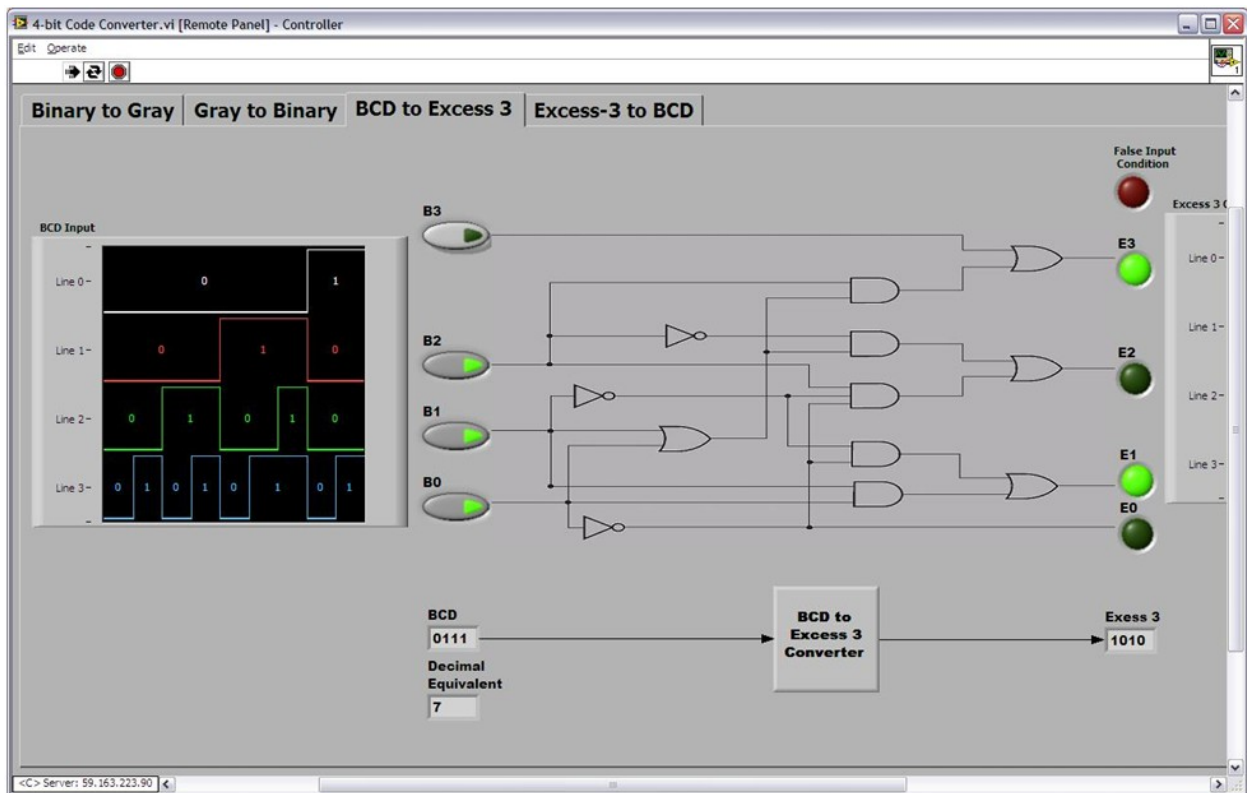 4-bit Code Converter.vi [Remote Panel] - Controller
Edit Operate
1
Binary to Gray Gray to Binary BCD to Excess 3 Excess-3 to BCD
False Input
Condition
BCD Input
B3
Excess 3
E3
Line 0
0 1
Line 0
Line 1
0 1 0
B2
Line 1
E2
Line 2
0 1 0 1 0
B1
Line 2
E1
Line 3
0 1 0 1 0 1 0 1
B0
Line 3
E0
BCD
0111
BCD to
Excess 3
Converter
Exess 3
1010
Decimal
Equivalent
7
<C> Server: 59.163.223.90